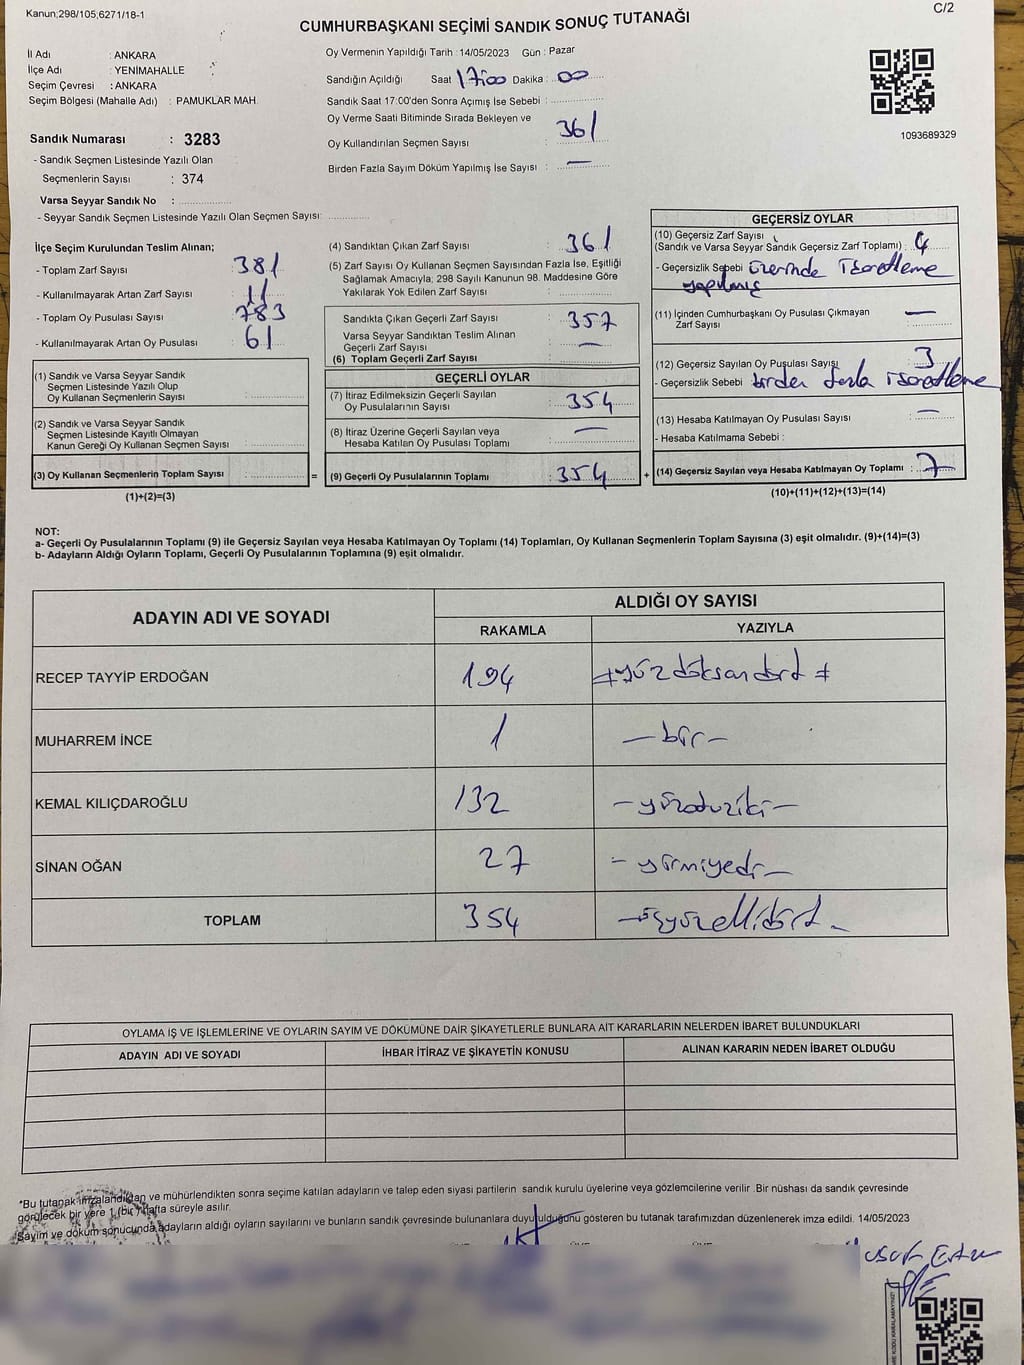 Kanun;298/105,6271/18-1
C/2
CUMHURBAŞKANI SEÇİMİ SANDIK SONUÇ TUTANAĞI
İl Adı : ANKARA
İlçe Adı : YENİMAHALLE
Seçim Çevresi : ANKARA
Seçim Bölgesi (Mahalle Adı) : PAMUKLAR MAH.
Oy Vermenin Yapıldığı Tarih : 14/05/2023 Gün : Pazar
Sandığın Açıldığı Saat 17:00 Dakika : 00
Sandık Saat 17:00'den Sonra Açımış İse Sebebi :
Oy Verme Saati Bitiminde Sırada Bekleyen ve
Oy Kullandırılan Seçmen Sayısı : 361
Birden Fazla Sayım Döküm Yapılmış İse Sayısı : —
1093689329
Sandık Numarası : 3283
- Sandık Seçmen Listesinde Yazılı Olan
Seçmenlerin Sayısı : 374
Varsa Seyyar Sandık No :
- Seyyar Sandık Seçmen Listesinde Yazılı Olan Seçmen Sayısı:
İlçe Seçim Kurulundan Teslim Alınan;
- Toplam Zarf Sayısı : 381
- Kullanılmayarak Artan Zarf Sayısı : 11
- Toplam Oy Pusulası Sayısı : 783
- Kullanılmayarak Artan Oy Pusulası : 61
(1) Sandık ve Varsa Seyyar Sandık
Seçmen Listesinde Yazılı Olup
Oy Kullanan Seçmenlerin Sayısı :
(2) Sandık ve Varsa Seyyar Sandık
Seçmen Listesinde Kayıtlı Olmayan
Kanun Gereği Oy Kullanan Seçmen Sayısı :
(3) Oy Kullanan Seçmenlerin Toplam Sayısı : =
(1)+(2)=(3)
(4) Sandıktan Çıkan Zarf Sayısı : 361
(5) Zarf Sayısı Oy Kullanan Seçmen Sayısından Fazla İse, Eşitliği
Sağlamak Amacıyla; 298 Sayılı Kanunun 98. Maddesine Göre
Yakılarak Yok Edilen Zarf Sayısı :
Sandıkta Çıkan Geçerli Zarf Sayısı : 357
Varsa Seyyar Sandıktan Teslim Alınan
Geçerli Zarf Sayısı : —
(6) Toplam Geçerli Zarf Sayısı :
GEÇERLİ OYLAR
(7) İtiraz Edilmeksizin Geçerli Sayılan
Oy Pusulalarının Sayısı : 354
(8) İtiraz Üzerine Geçerli Sayılan veya
Hesaba Katılan Oy Pusulası Toplamı : —
(9) Geçerli Oy Pusulalarının Toplamı : 354 +
GEÇERSİZ OYLAR
(10) Geçersiz Zarf Sayısı
(Sandık ve Varsa Seyyar Sandık Geçersiz Zarf Toplamı) : 4
- Geçersizlik Sebebi : üzerinde işaretleme
yapılmış
(11) İçinden Cumhurbaşkanı Oy Pusulası Çıkmayan
Zarf Sayısı : —
(12) Geçersiz Sayılan Oy Pusulası Sayısı : 3
- Geçersizlik Sebebi : birden fazla işaretleme
(13) Hesaba Katılmayan Oy Pusulası Sayısı : —
- Hesaba Katılmama Sebebi :
(14) Geçersiz Sayılan veya Hesaba Katılmayan Oy Toplamı : 7
(10)+(11)+(12)+(13)=(14)
NOT:
a- Geçerli Oy Pusulalarının Toplamı (9) ile Geçersiz Sayılan veya Hesaba Katılmayan Oy Toplamı (14) Toplamları, Oy Kullanan Seçmenlerin Toplam Sayısına (3) eşit olmalıdır. (9)+(14)=(3)
b- Adayların Aldığı Oyların Toplamı, Geçerli Oy Pusulalarının Toplamına (9) eşit olmalıdır.
ADAYIN ADI VE SOYADI
ALDIĞI OY SAYISI
RAKAMLA YAZIYLA
RECEP TAYYİP ERDOĞAN 194 # yüzdoksandört #
MUHARREM İNCE 1 — bir —
KEMAL KILIÇDAROĞLU 132 — yüzotuziki —
SİNAN OĞAN 27 — yirmiyedi —
TOPLAM 354 — üçyüzellidört —
OYLAMA İŞ VE İŞLEMLERİNE VE OYLARIN SAYIM VE DÖKÜMÜNE DAİR ŞİKAYETLERLE BUNLARA AİT KARARLARIN NELERDEN İBARET BULUNDUKLARI
ADAYIN ADI VE SOYADI İHBAR İTİRAZ VE ŞİKAYETİN KONUSU ALINAN KARARIN NEDEN İBARET OLDUĞU
*Bu tutanak imzalandıktan ve mühürlendikten sonra seçime katılan adayların ve talep eden siyasi partilerin sandık kurulu üyelerine veya gözlemcilerine verilir .Bir nüshası da sandık çevresinde
görülecek bir yere 1 (bir ) hafta süreyle asılır.
Sayım ve döküm sonucunda adayların aldığı oyların sayılarını ve bunların sandık çevresinde bulunanlara duyurulduğunu gösteren bu tutanak tarafımızdan düzenlenerek imza edildi. 14/05/2023